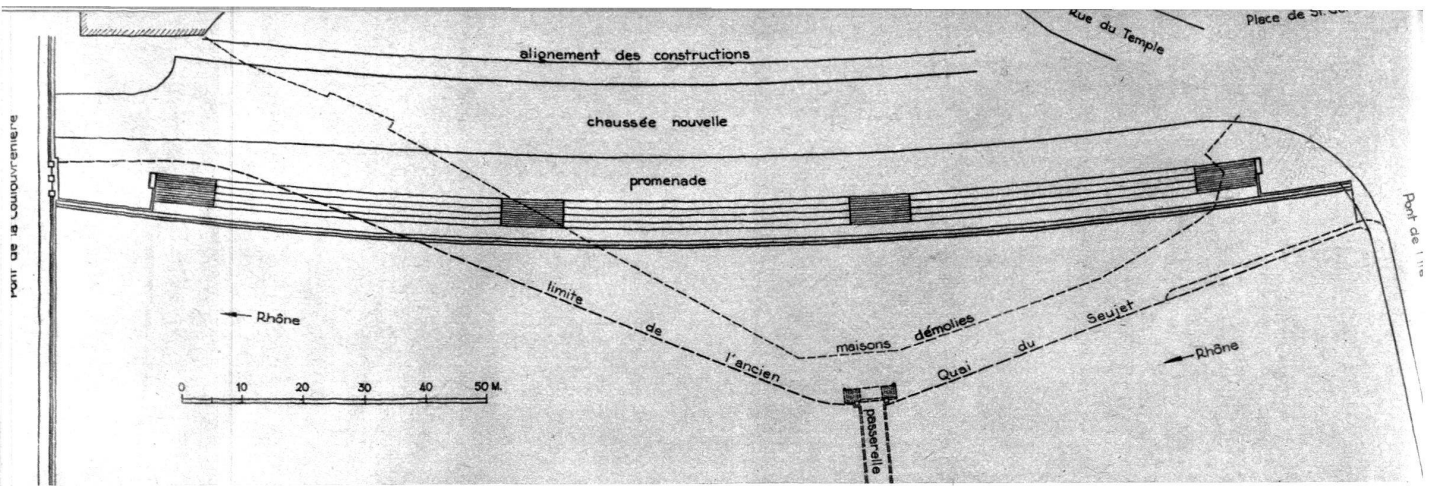 Rue du Temple
Place de St.
alignement des constructions
chaussée nouvelle
promenade
Pont de la Coulouvrenière
Pont de l'Ile
limite de l'ancien Quai du Seujet
maisons démolies
← Rhône
← Rhône
0 10 20 30 40 50 M.
passerelle